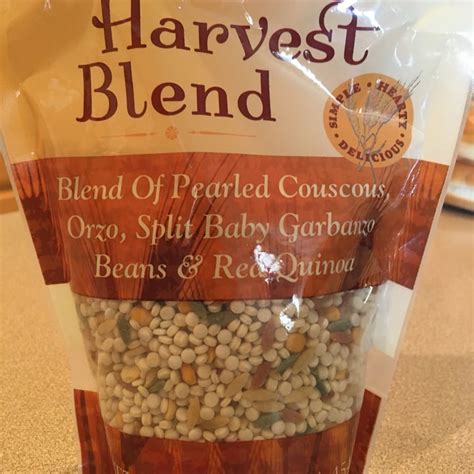 Harvest
Blend
SIMPLE • HEARTY
DELICIOUS
Blend Of Pearled Couscous,
Orzo, Split Baby Garbanzo
Beans & Red Quinoa